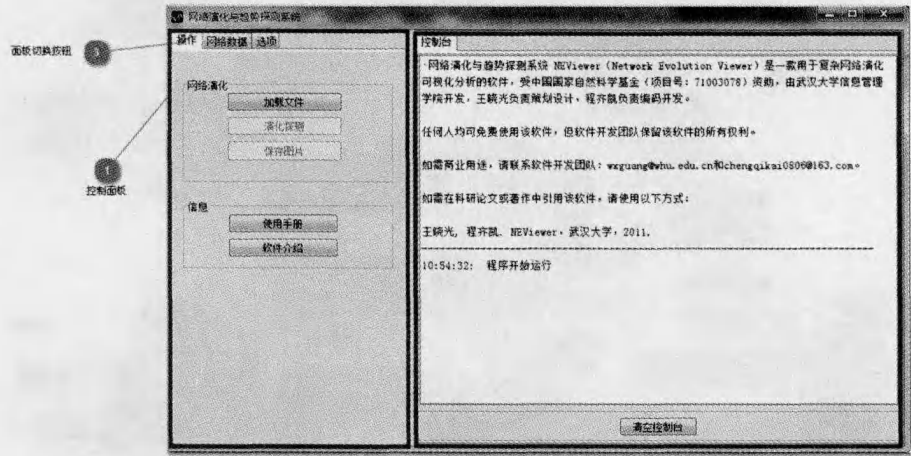 网络演化与趋势探测系统
面板切换按钮
3
操作 网络数据 选项
控制台
网络演化与趋势探测系统 NEViewer（Network Evolution Viewer）是一款用于复杂网络演化
可视化分析的软件，受中国国家自然科学基金（项目号：71003078）资助，由武汉大学信息管理
学院开发，王晓光负责策划设计、程齐凯负责编码开发。
网络演化
加载文件
演化探测
保存图片
任何人均可免费使用该软件，但软件开发团队保留该软件的所有权利。
如需商业用途，请联系软件开发团队：wxguang@whu.edu.cn和chengqikai0806@163.com。
1
控制面板
如需在科研论文或著作中引用该软件，请使用以下方式：
信息
使用手册
软件介绍
王晓光, 程齐凯、NEViewer，武汉大学，2011.
10:54:32: 程序开始运行
清空控制台